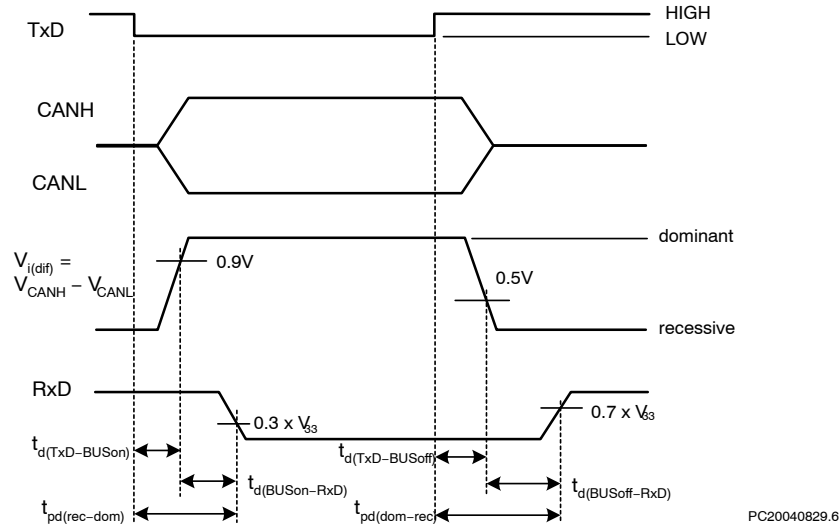 TxD
HIGH
LOW
CANH
CANL
dominant
V_i(dif) =
V_CANH − V_CANL
0.9V
0.5V
recessive
RxD
0.3 x V_33
0.7 x V_33
t_d(TxD−BUSon)
t_d(TxD−BUSoff)
t_d(BUSon−RxD)
t_d(BUSoff−RxD)
t_pd(rec−dom)
t_pd(dom−rec)
PC20040829.6